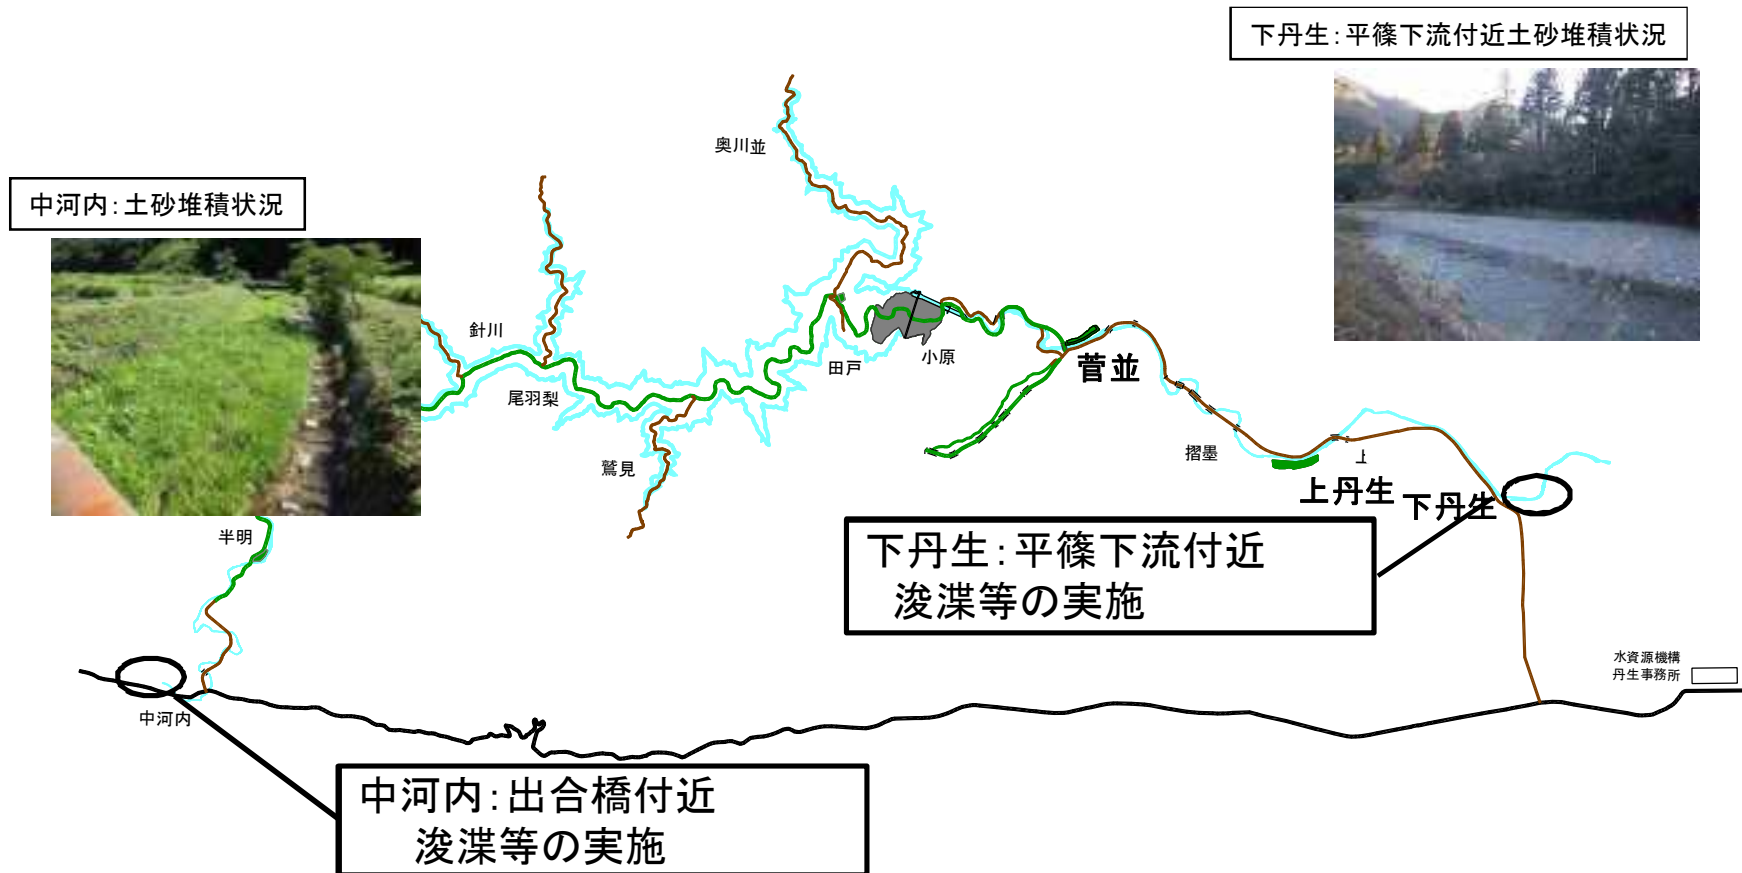 下丹生：平篠下流付近土砂堆積状況
奥川並
中河内：土砂堆積状況
針川
尾羽梨
田戸
小原
菅並
鷲見
摺墨
上
上丹生
下丹生
半明
下丹生：平篠下流付近
浚渫等の実施
水資源機構
丹生事務所
中河内
中河内：出合橋付近
浚渫等の実施